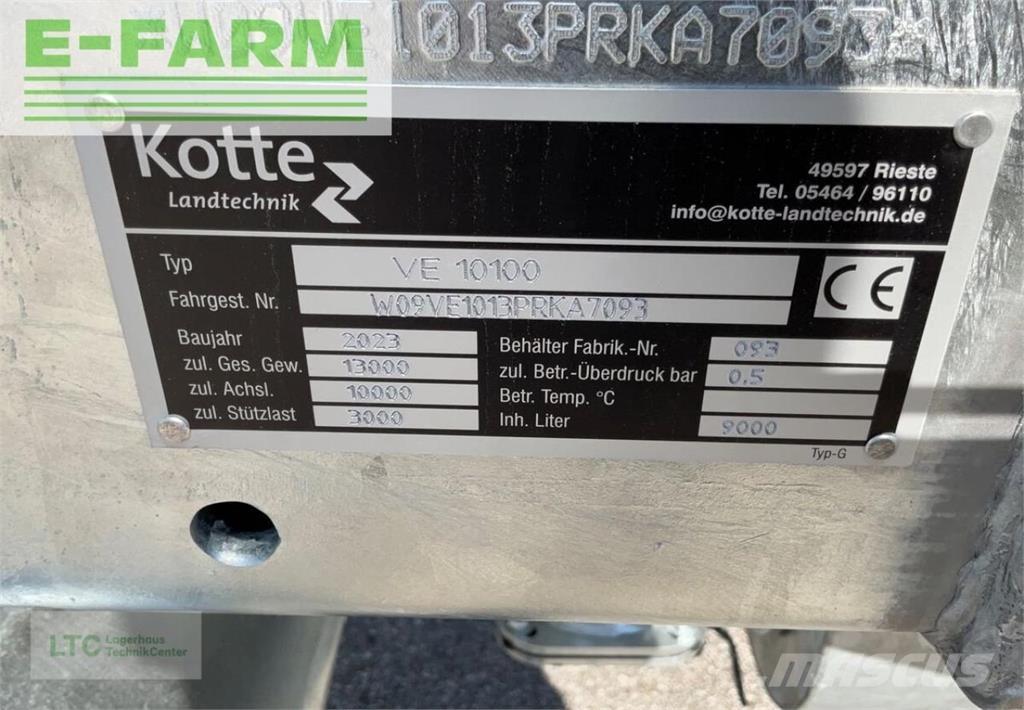 E-FARM
1013PRKA7093*
Kotte
Landtechnik
49597 Rieste
Tel. 05464 / 96110
info@kotte-landtechnik.de
Typ VE 10100
Fahrgest. Nr. W09VE1013PRKA7093
CE
Baujahr 2023
zul. Ges. Gew. 13000
zul. Achsl. 10000
zul. Stützlast 3000
Behälter Fabrik.-Nr. 093
zul. Betr.-Überdruck bar 0.5
Betr. Temp. °C
Inh. Liter 9000
Typ-G
LTC Lagerhaus
TechnikCenter
MASCUS